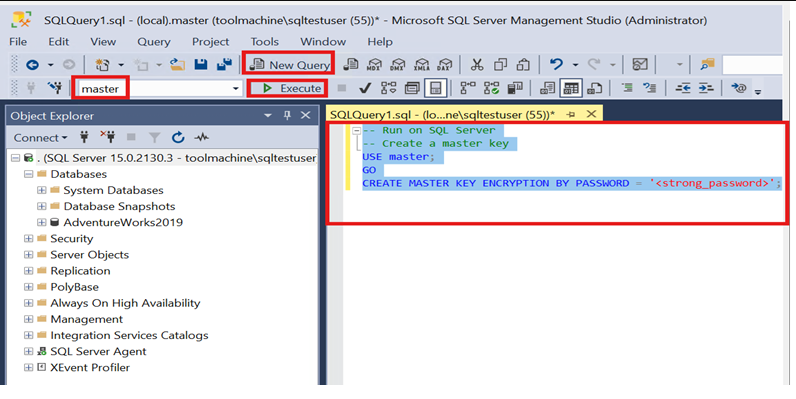 SQLQuery1.sql - (local).master (toolmachine\sqltestuser (55))* - Microsoft SQL Server Management Studio (Administrator)
File Edit View Query Project Tools Window Help
New Query MDX DMX XMLA DAX
master Execute
Object Explorer
Connect
. (SQL Server 15.0.2130.3 - toolmachine\sqltestuser
Databases
System Databases
Database Snapshots
AdventureWorks2019
Security
Server Objects
Replication
PolyBase
Always On High Availability
Management
Integration Services Catalogs
SQL Server Agent
XEvent Profiler
SQLQuery1.sql - (lo...ne\sqltestuser (55))*
-- Run on SQL Server
-- Create a master key
USE master;
GO
CREATE MASTER KEY ENCRYPTION BY PASSWORD = '<strong_password>';